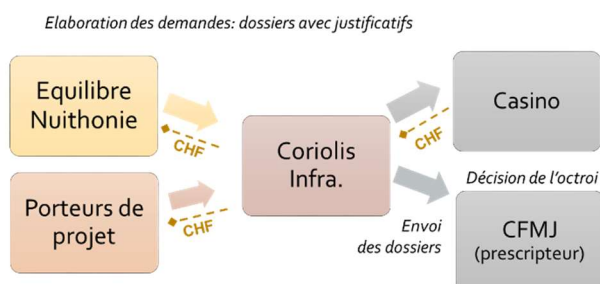 Elaboration des demandes: dossiers avec justificatifs
Equilibre
Nuithonie
CHF
Porteurs de
projet
CHF
Coriolis
Infra.
CHF
Casino
Décision de l'octroi
Envoi
des dossiers
CFMJ
(prescripteur)